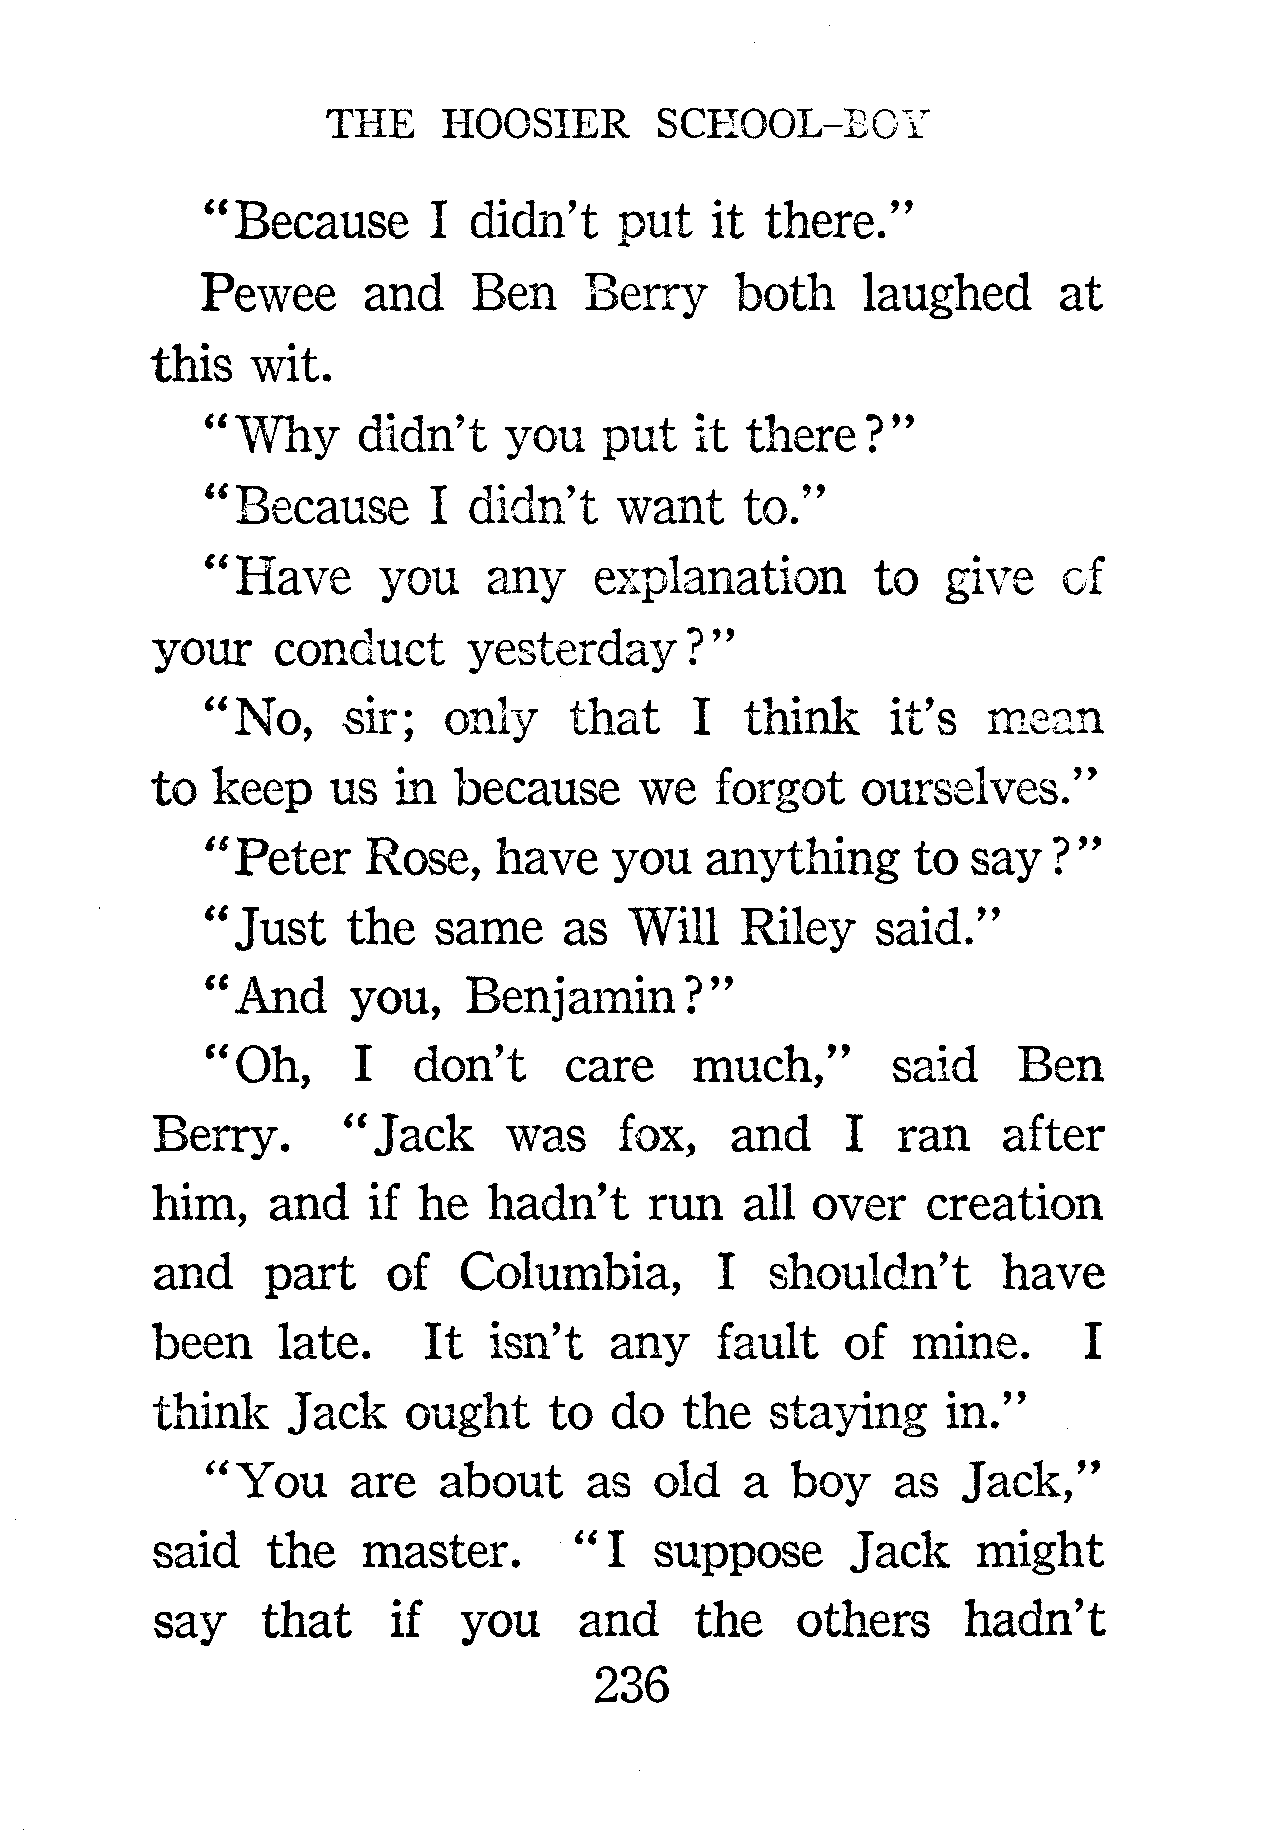 THE HOOSIER SCHOOL-BOY
"Because I didn't put it there."
Pewee and Ben Berry both laughed at
this wit.
"Why didn't you put it there?"
"Because I didn't want to."
"Have you any explanation to give of
your conduct yesterday?"
"No, sir; only that I think it's mean
to keep us in because we forgot ourselves."
"Peter Rose, have you anything to say?"
"Just the same as Will Riley said."
"And you, Benjamin?"
"Oh, I don't care much," said Ben
Berry. "Jack was fox, and I ran after
him, and if he hadn't run all over creation
and part of Columbia, I shouldn't have
been late. It isn't any fault of mine. I
think Jack ought to do the staying in."
"You are about as old a boy as Jack,"
said the master. "I suppose Jack might
say that if you and the others hadn't
236